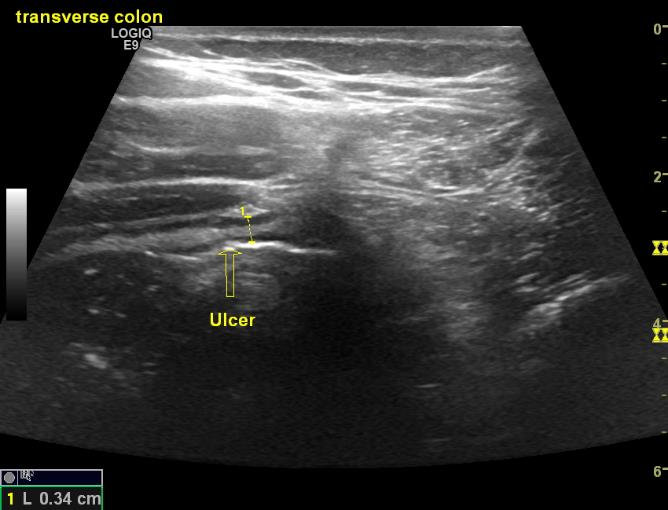 transverse colon
LOGIQ
E9
0
2
4
6
1
Ulcer
1 L 0.34 cm